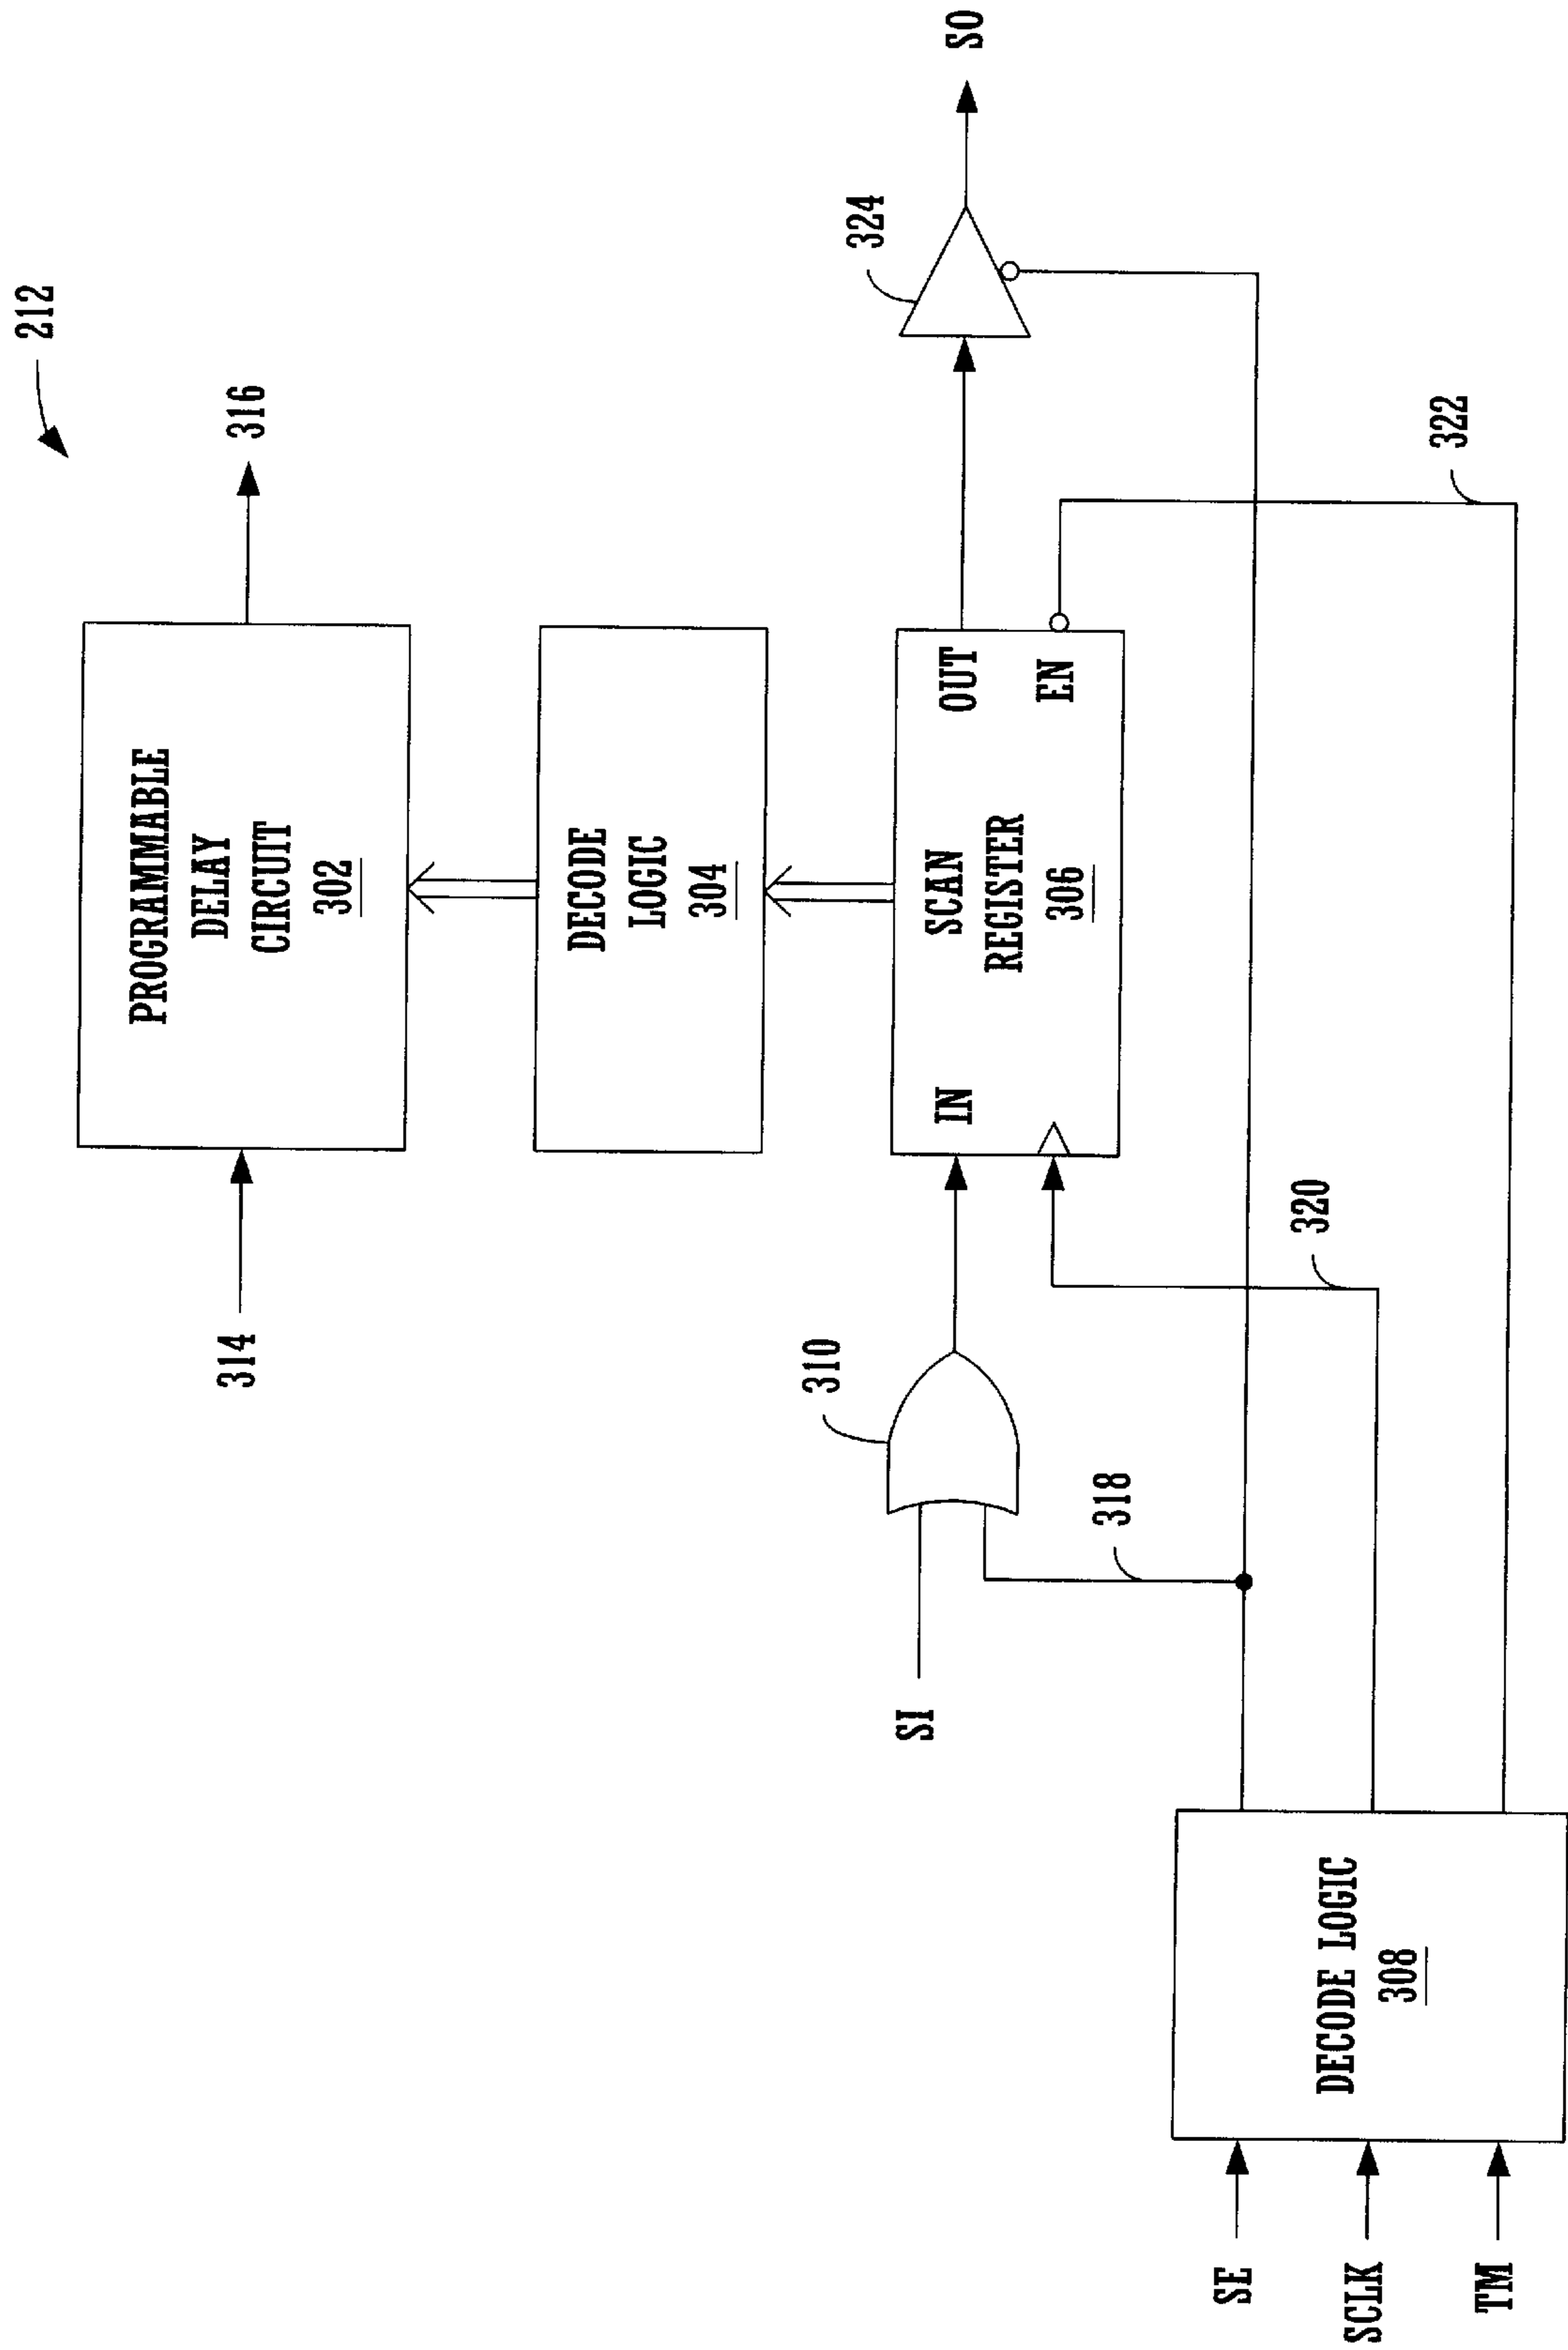 212
PROGRAMMABLE
DELAY
CIRCUIT
302
314
316
DECODE
LOGIC
304
SCAN
REGISTER
306
IN
OUT
EN
310
324
SI
SO
318
320
322
DECODE LOGIC
308
SE
SCLK
TM